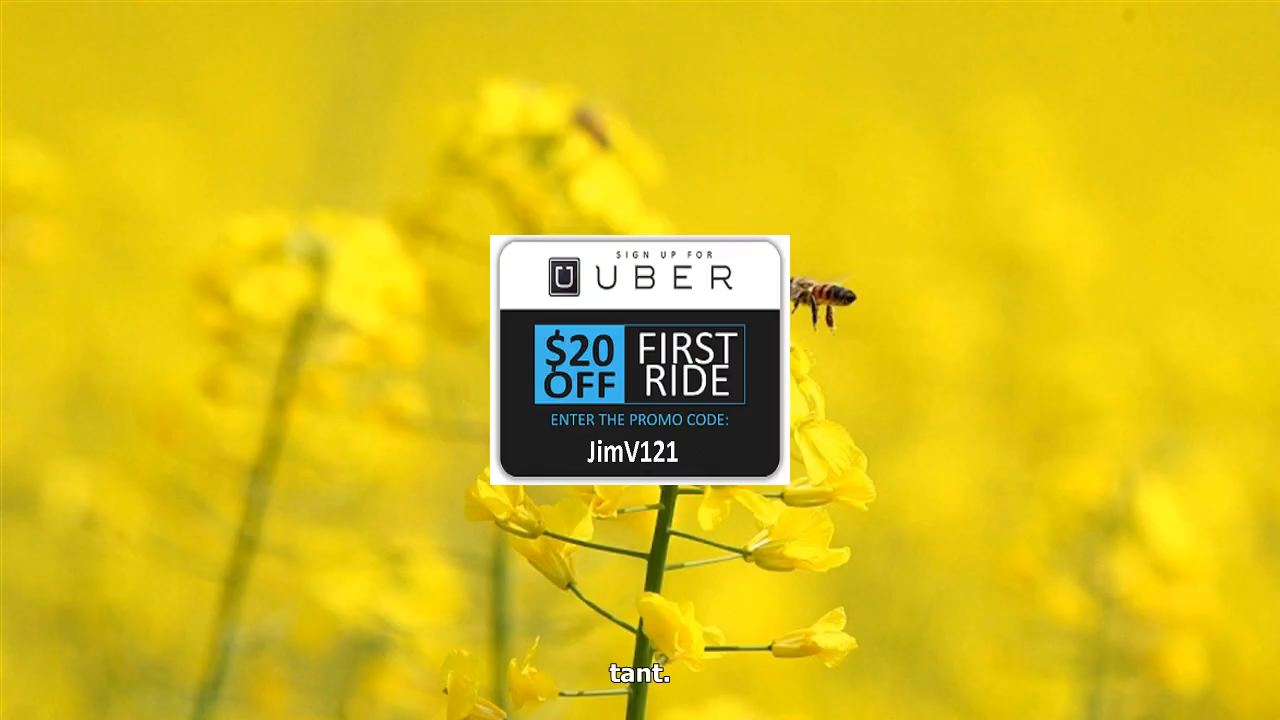 SIGN UP FOR
UBER
$20 OFF
FIRST RIDE
ENTER THE PROMO CODE:
JimV121
tant.